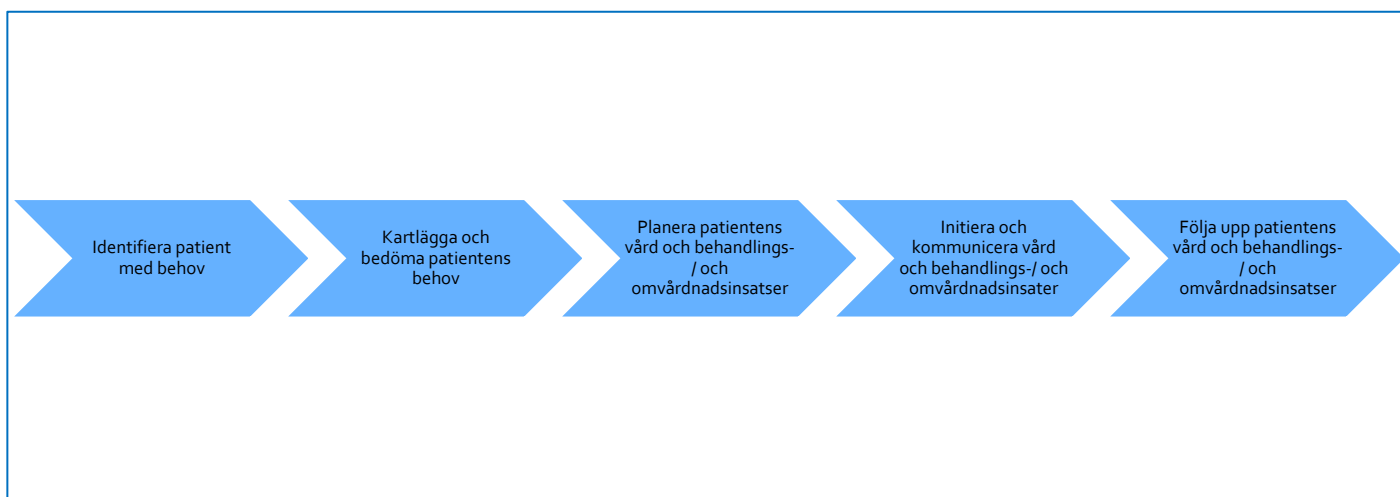 Identifiera patient
med behov
Kartlägga och
bedöma patientens
behov
Planera patientens
vård och behandlings-
/ och
omvårdnadsinsatser
Initiera och
kommunicera vård
och behandlings-/ och
omvårdnadsinsater
Följa upp patientens
vård och behandlings-
/ och
omvårdnadsinsatser